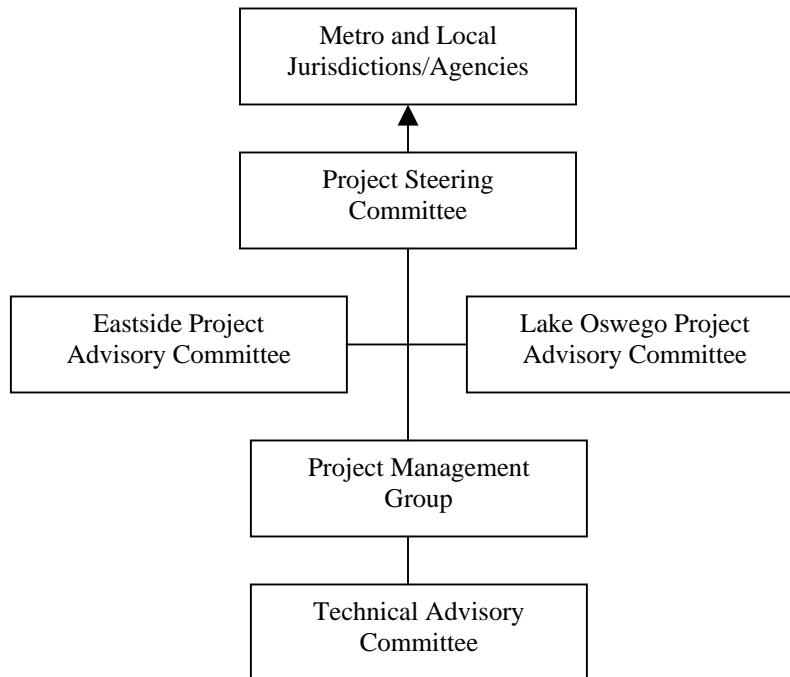 Metro and Local
Jurisdictions/Agencies
Project Steering
Committee
Eastside Project
Advisory Committee
Lake Oswego Project
Advisory Committee
Project Management
Group
Technical Advisory
Committee